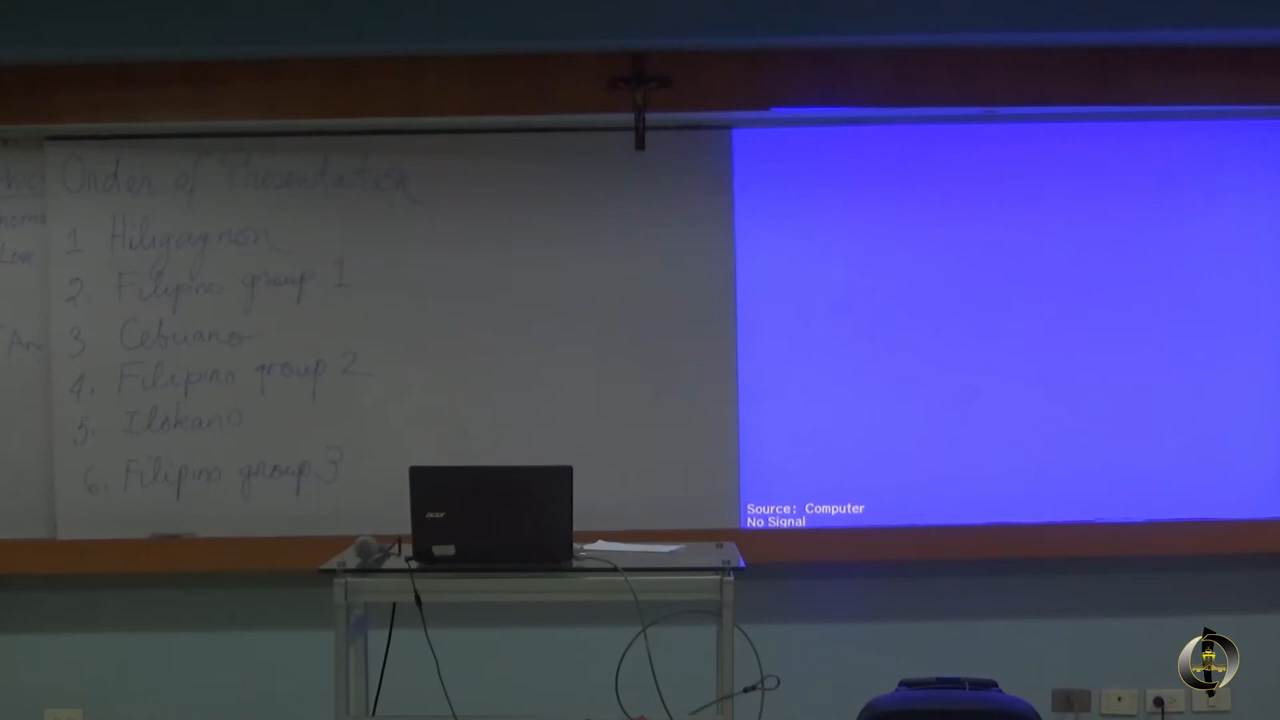 Order of Presentation
1 Hiligaynon
2. Filipino group 1
3 Cebuano
4. Filipino group 2
5. Ilokano
6. Filipino group 3
Love
acer
Source: Computer
No Signal